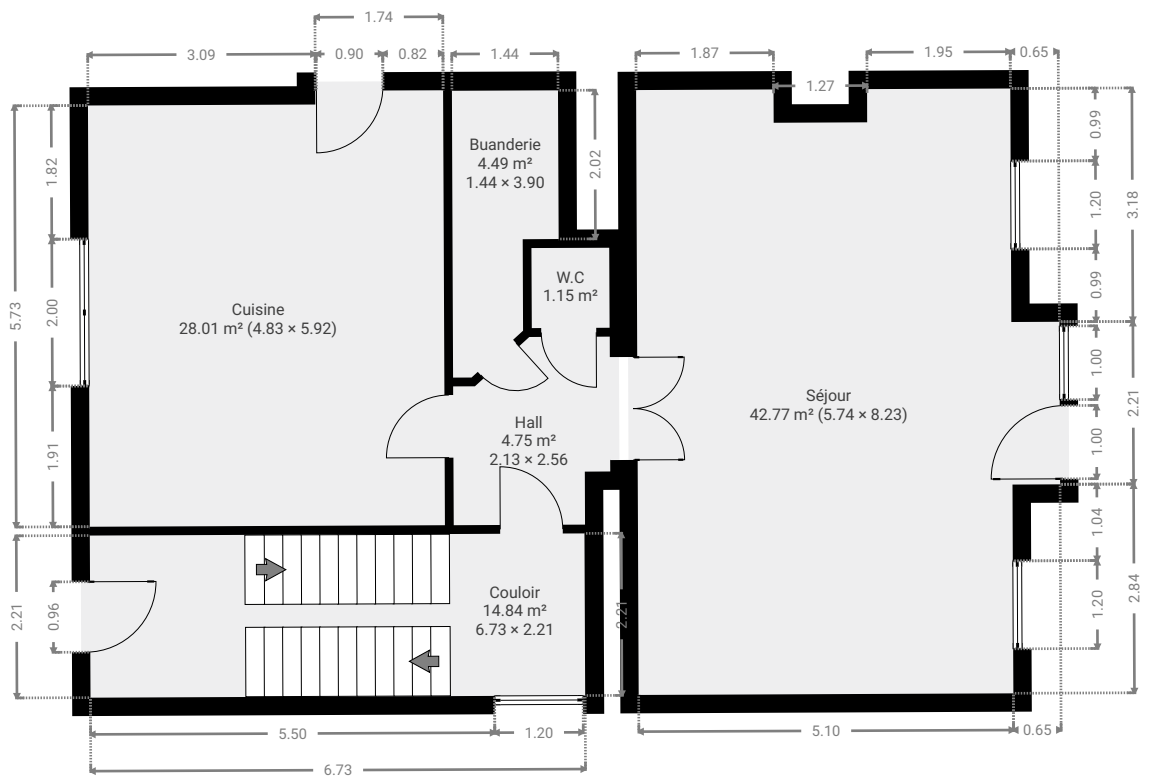 1.74
3.09
0.90
0.82
1.44
1.87
1.27
1.95
0.65
5.73
1.82
2.00
1.91
2.02
Buanderie
4.49 m²
1.44 × 3.90
W.C
1.15 m²
Cuisine
28.01 m² (4.83 × 5.92)
Séjour
42.77 m² (5.74 × 8.23)
Hall
4.75 m²
2.13 × 2.56
0.99
1.20
0.99
3.18
1.00
1.00
2.21
1.04
1.20
2.84
2.21
0.96
Couloir
14.84 m²
6.73 × 2.21
2.21
5.50
1.20
6.73
5.10
0.65